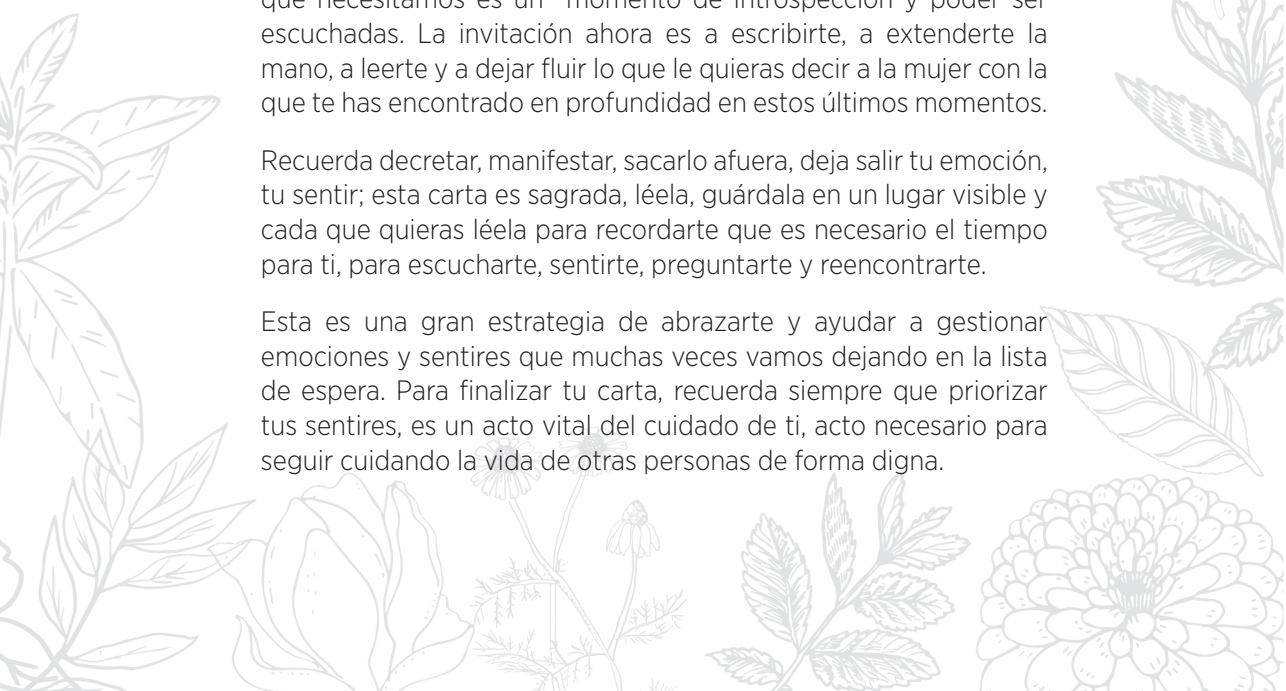 que necesitamos es un momento de introspección y poder ser
escuchadas. La invitación ahora es a escribirte, a extenderte la
mano, a leerte y a dejar fluir lo que le quieras decir a la mujer con la
que te has encontrado en profundidad en estos últimos momentos.
Recuerda decretar, manifestar, sacarlo afuera, deja salir tu emoción,
tu sentir; esta carta es sagrada, léela, guárdala en un lugar visible y
cada que quieras léela para recordarte que es necesario el tiempo
para ti, para escucharte, sentirte, preguntarte y reencontrarte.
Esta es una gran estrategia de abrazarte y ayudar a gestionar
emociones y sentires que muchas veces vamos dejando en la lista
de espera. Para finalizar tu carta, recuerda siempre que priorizar
tus sentires, es un acto vital del cuidado de ti, acto necesario para
seguir cuidando la vida de otras personas de forma digna.